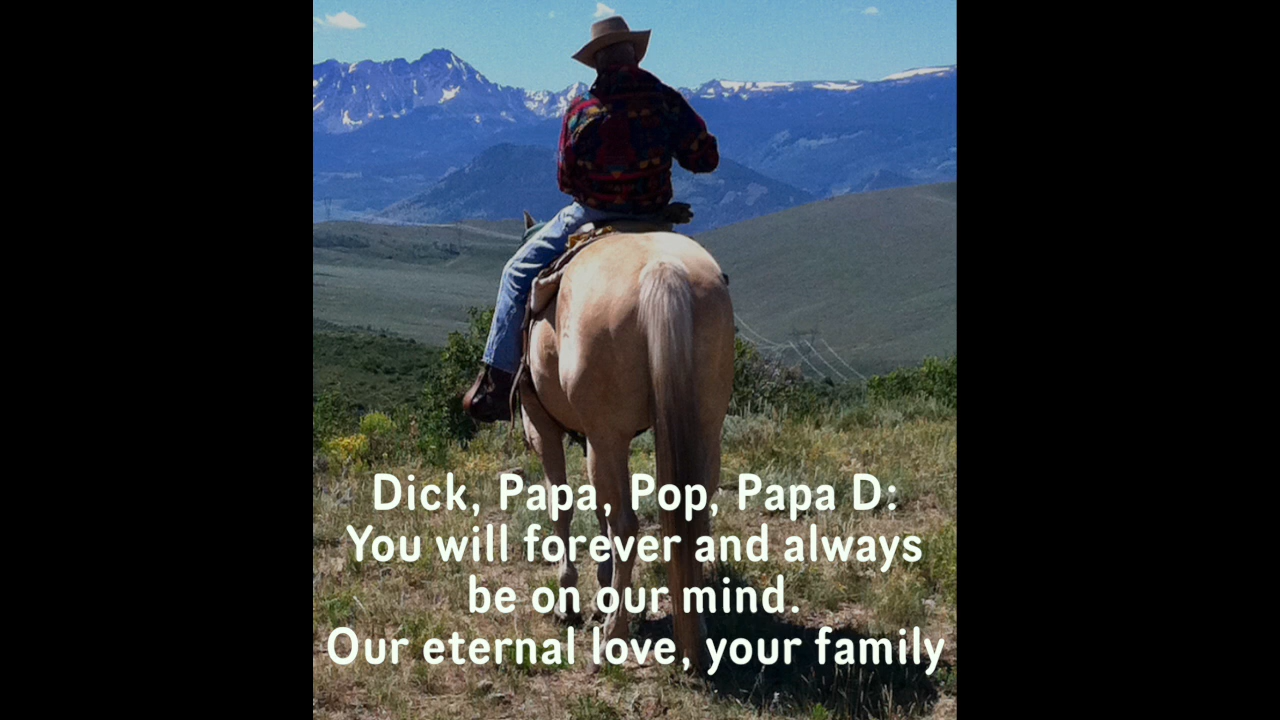 Dick, Papa, Pop, Papa D:
You will forever and always
be on our mind.
Our eternal love, your family